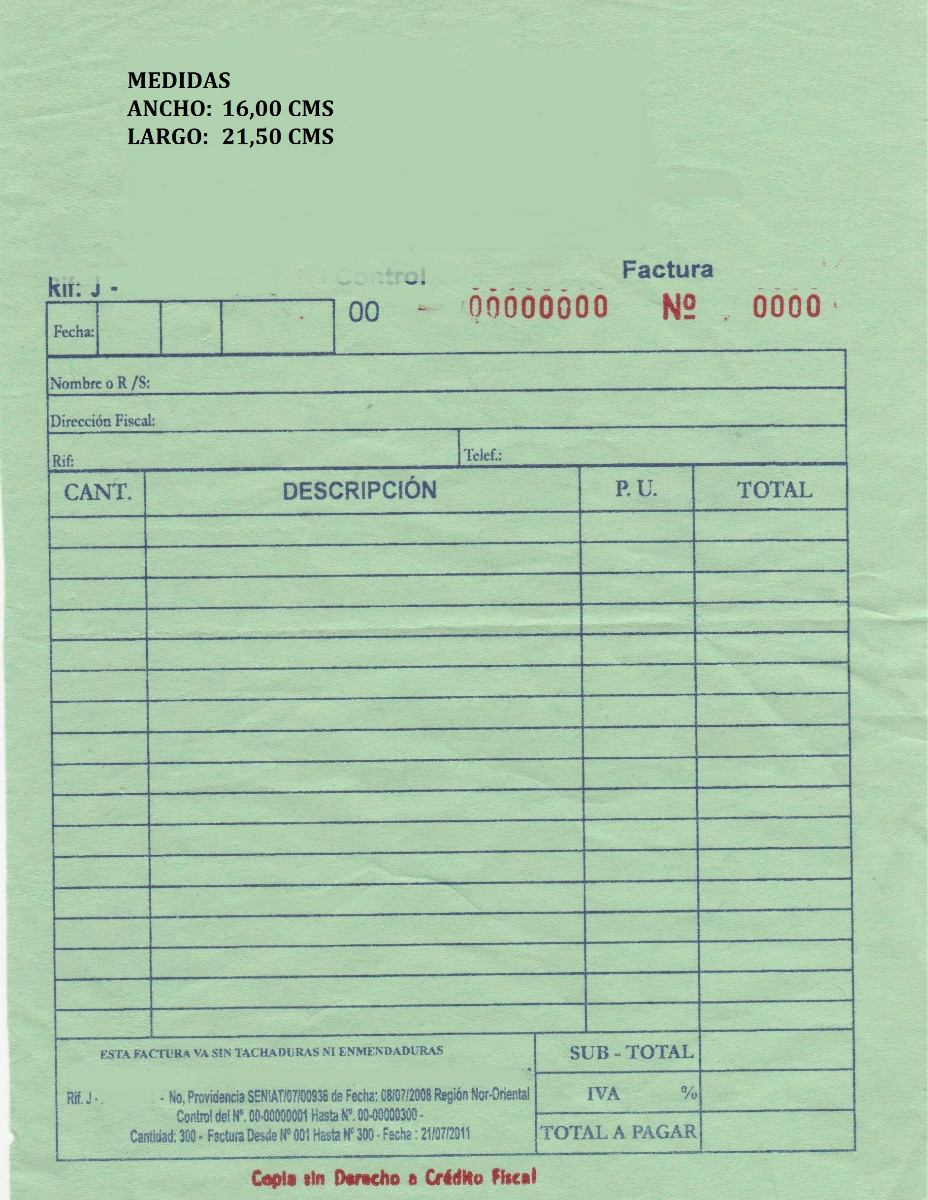 MEDIDAS
ANCHO: 16,00 CMS
LARGO: 21,50 CMS
Rif: J -
Control
Factura
Fecha:
00 - 00000000 Nº 0000
Nombre o R /S:
Dirección Fiscal:
Rif:
Telef.:
CANT. DESCRIPCIÓN P. U. TOTAL
ESTA FACTURA VA SIN TACHADURAS NI ENMENDADURAS
Rif. J - - No, Providencia SENIAT/07/00936 de Fecha: 08/07/2008 Región Nor-Oriental
Control del Nº. 00-00000001 Hasta Nº. 00-00000300 -
Cantidad: 300 - Factura Desde Nº 001 Hasta Nº 300 - Fecha : 21/07/2011
SUB - TOTAL
IVA %
TOTAL A PAGAR
Copia sin Derecho a Crédito Fiscal